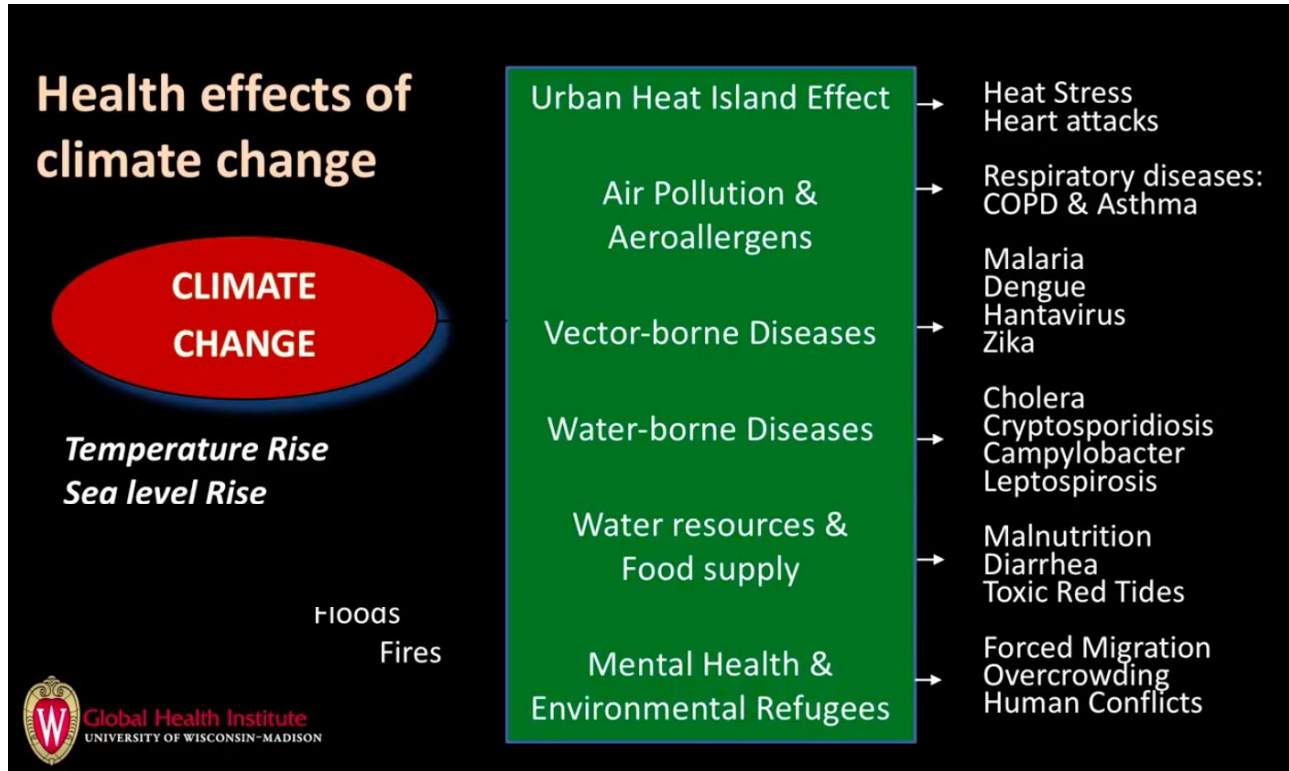 Health effects of
climate change
CLIMATE
CHANGE
Temperature Rise
Sea level Rise
Floods
Fires
Urban Heat Island Effect
Heat Stress
Heart attacks
Air Pollution &
Aeroallergens
Respiratory diseases:
COPD & Asthma
Vector-borne Diseases
Malaria
Dengue
Hantavirus
Zika
Water-borne Diseases
Cholera
Cryptosporidiosis
Campylobacter
Leptospirosis
Water resources &
Food supply
Malnutrition
Diarrhea
Toxic Red Tides
Mental Health &
Environmental Refugees
Forced Migration
Overcrowding
Human Conflicts
W
Global Health Institute
UNIVERSITY OF WISCONSIN–MADISON